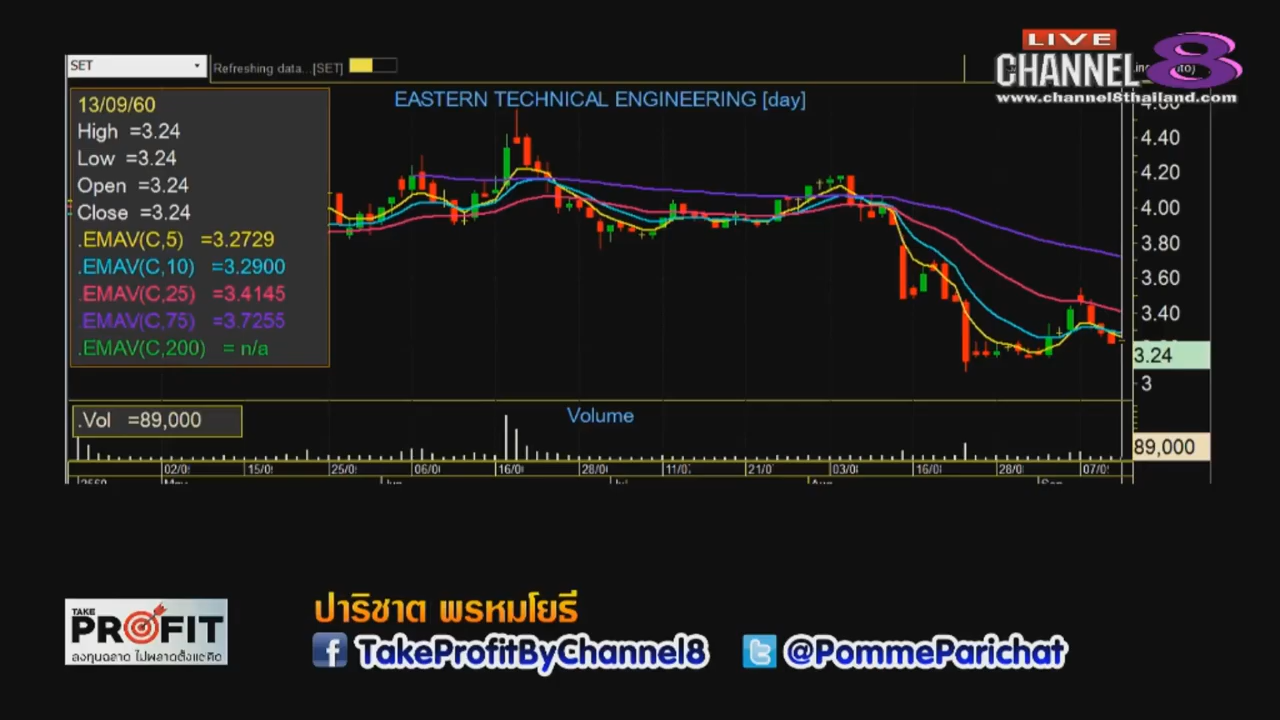 LIVE
CHANNEL 8
www.channel8thailand.com
SET
Refreshing data...[SET]
EASTERN TECHNICAL ENGINEERING [day]
13/09/60
High =3.24
Low =3.24
Open =3.24
Close =3.24
.EMAV(C,5) =3.2729
.EMAV(C,10) =3.2900
.EMAV(C,25) =3.4145
.EMAV(C,75) =3.7255
.EMAV(C,200) = n/a
4.40
4.20
4.00
3.80
3.60
3.40
3.24
3
.Vol =89,000
Volume
89,000
02/0 15/0 25/0 06/0 16/0 28/0 11/0 21/0 03/0 16/0 28/0 07/0
TAKE
PROFIT
ลงทุนฉลาด ไม่พลาดตั้งแต่คิด
ปาริชาต พรหมโยธี
TakeProfitByChannel8
@PommeParichat